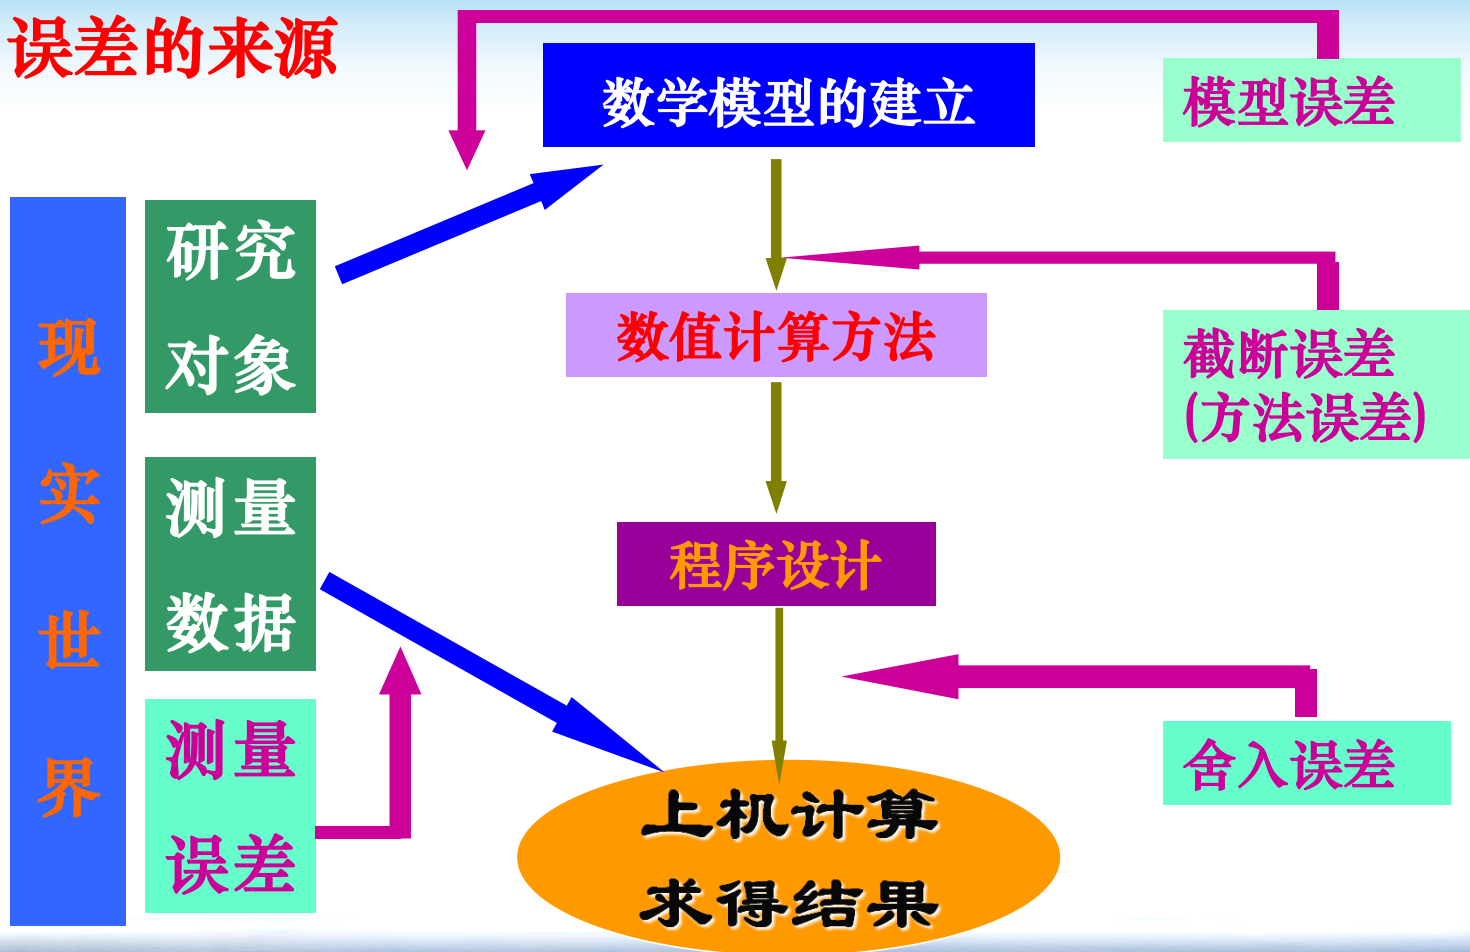 误差的来源
数学模型的建立
模型误差
现实世界
研究
对象
数值计算方法
截断误差
(方法误差)
测量
数据
程序设计
测量
误差
舍入误差
上机计算
求得结果